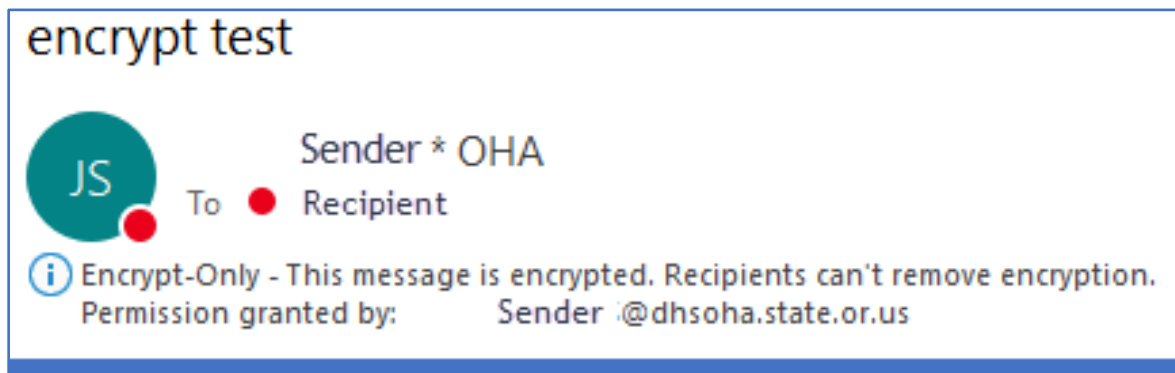 encrypt test
JS
Sender * OHA
To Recipient
Encrypt-Only - This message is encrypted. Recipients can't remove encryption.
Permission granted by: Sender @dhsoha.state.or.us